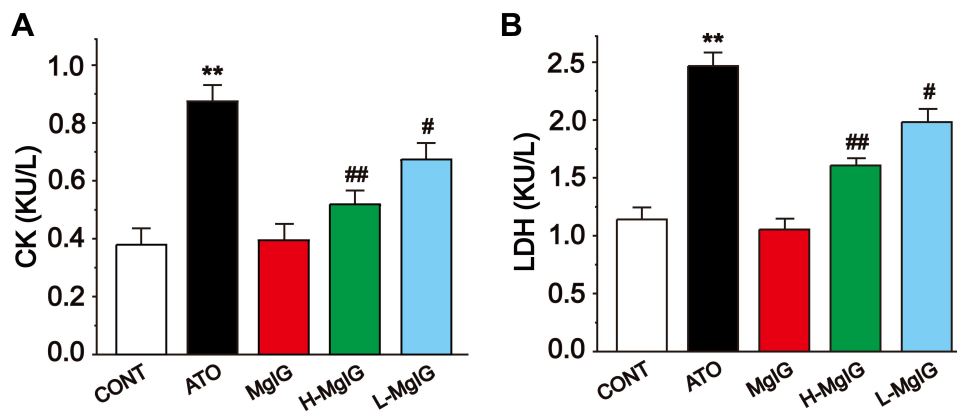 A
CK (KU/L)
1.0
0.8
0.6
0.4
0.2
0.0
**
##
#
CONT
ATO
MgIG
H-MgIG
L-MgIG
B
LDH (KU/L)
2.5
2.0
1.5
1.0
0.5
0.0
**
##
#
CONT
ATO
MgIG
H-MgIG
L-MgIG